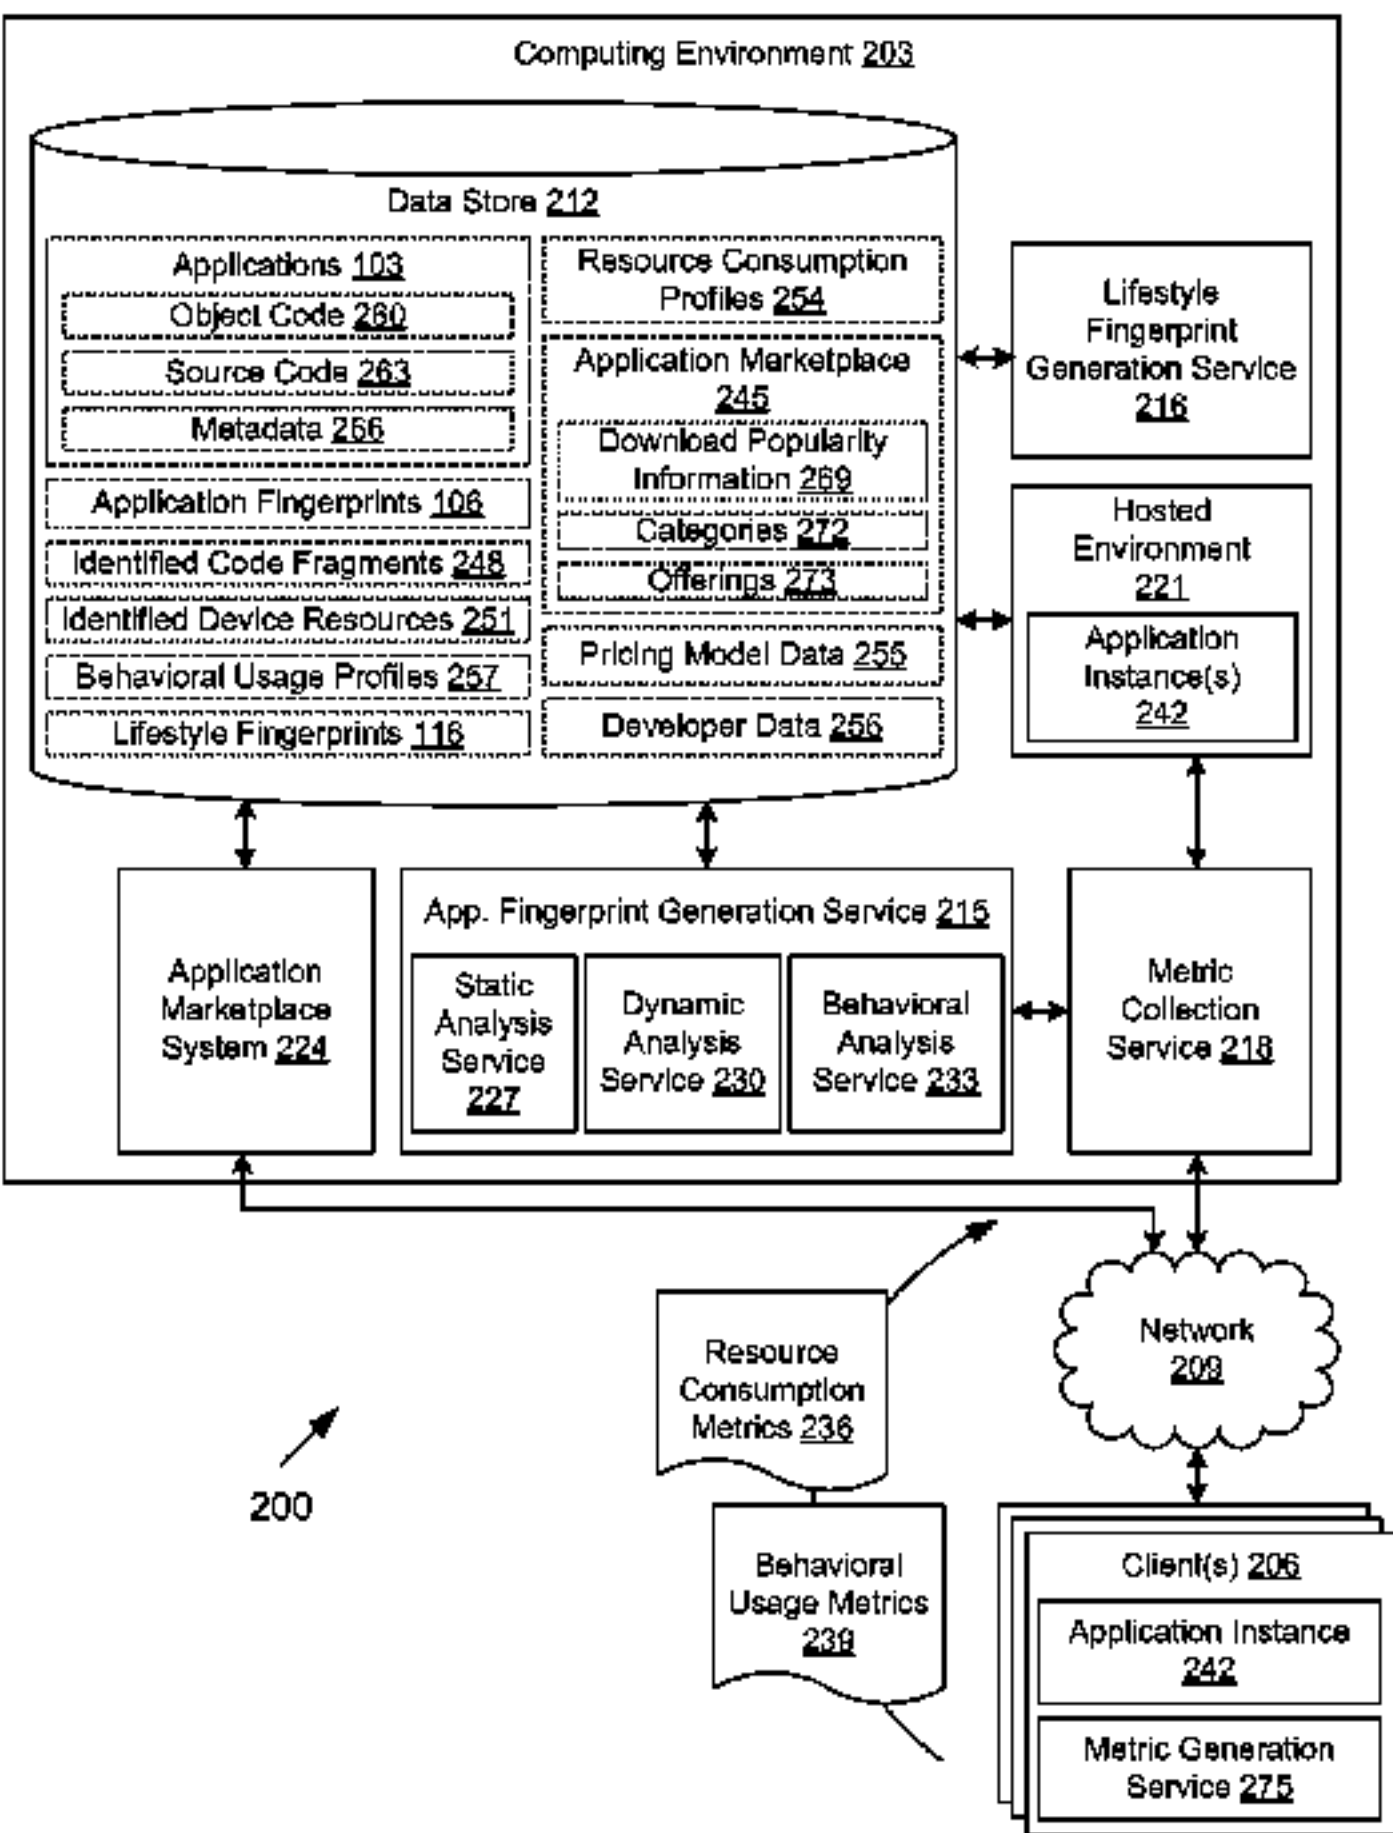 Computing Environment 203
Data Store 212
Applications 103
Object Code 260
Source Code 263
Metadata 266
Application Fingerprints 106
Identified Code Fragments 248
Identified Device Resources 251
Behavioral Usage Profiles 257
Lifestyle Fingerprints 116
Resource Consumption
Profiles 254
Application Marketplace
245
Download Popularity
Information 269
Categories 272
Offerings 273
Pricing Model Data 255
Developer Data 256
Lifestyle
Fingerprint
Generation Service
216
Hosted
Environment
221
Application
Instance(s)
242
Application
Marketplace
System 224
App. Fingerprint Generation Service 215
Static
Analysis
Service
227
Dynamic
Analysis
Service 230
Behavioral
Analysis
Service 233
Metric
Collection
Service 218
Resource
Consumption
Metrics 236
Network
209
200
Behavioral
Usage Metrics
239
Client(s) 206
Application Instance
242
Metric Generation
Service 275